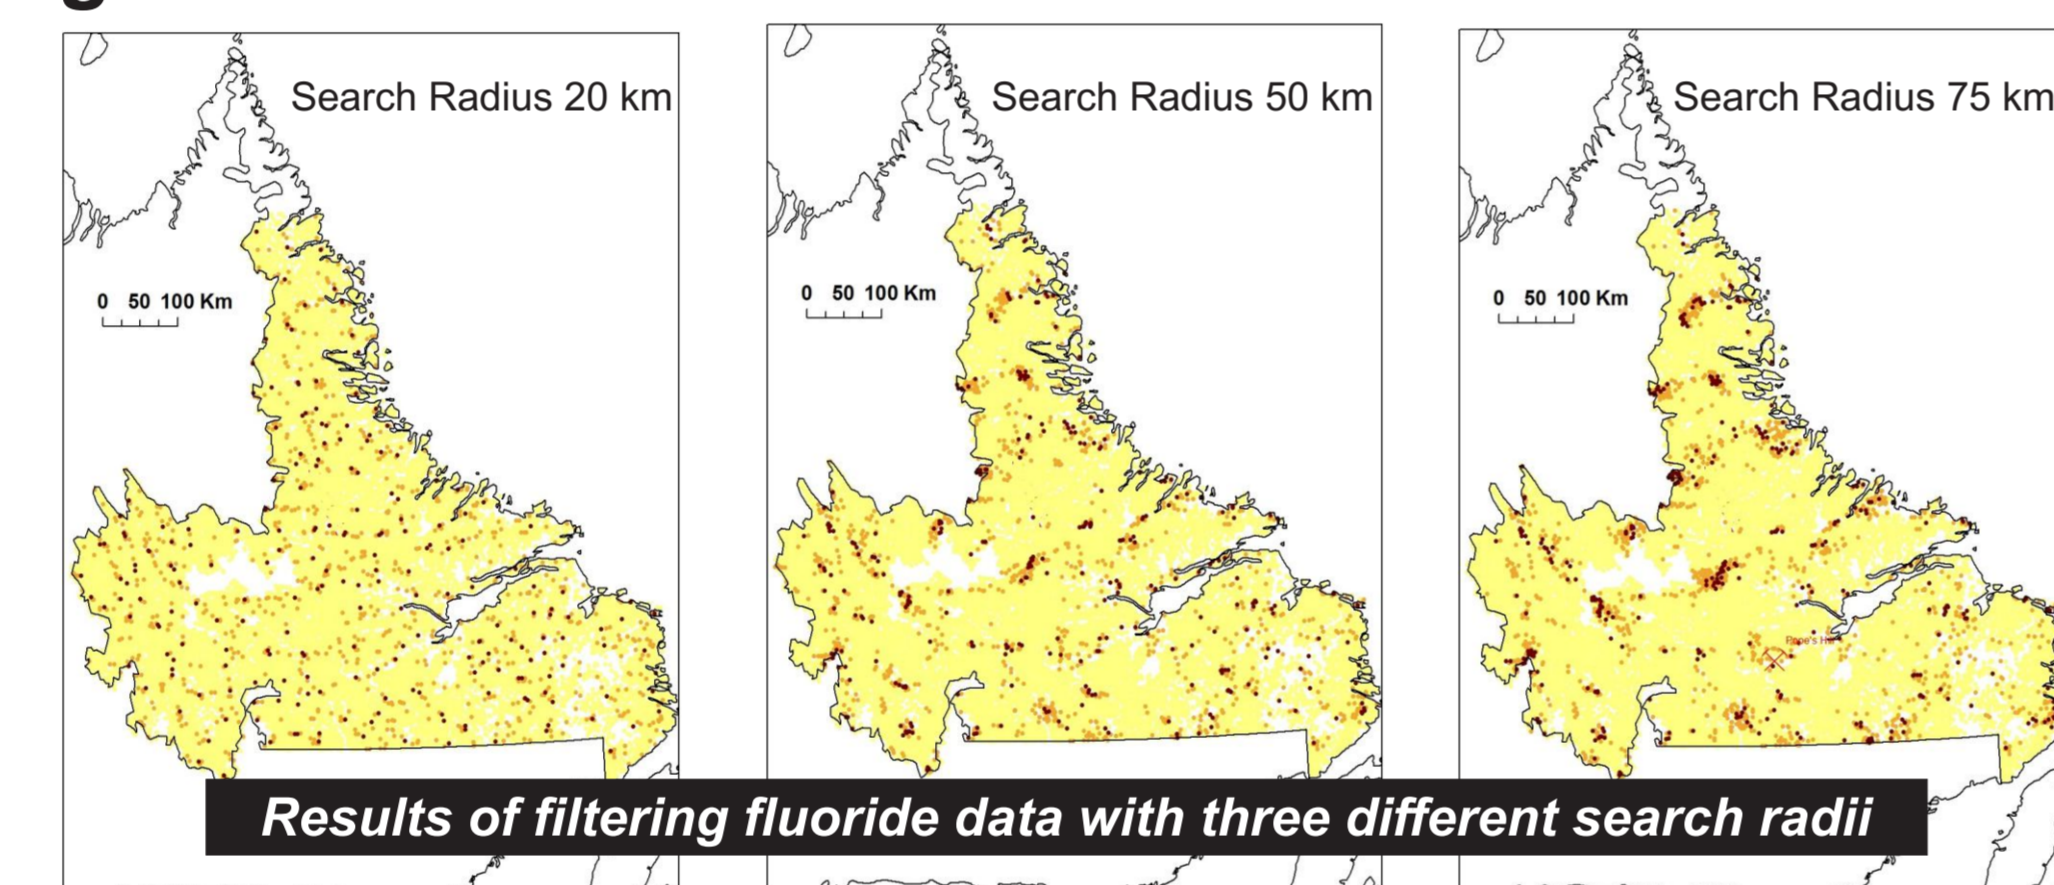 Search Radius 20 km
Search Radius 50 km
Search Radius 75 km
0 50 100 Km
0 50 100 Km
0 50 100 Km
Results of filtering fluoride data with three different search radii